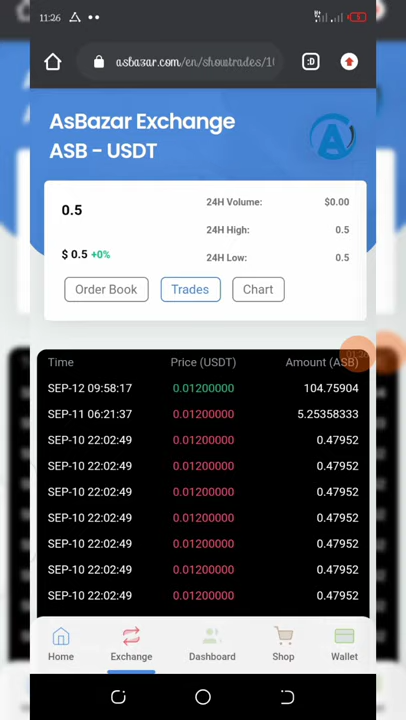 11:26
asbazar.com/en/showtrades/1
:D
AsBazar Exchange
ASB - USDT
0.5
24H Volume: $0.00
24H High: 0.5
$ 0.5 +0%
24H Low: 0.5
Order Book Trades Chart
Time Price (USDT) Amount (ASB)
SEP-12 09:58:17 0.01200000 104.75904
SEP-11 06:21:37 0.01200000 5.25358333
SEP-10 22:02:49 0.01200000 0.47952
SEP-10 22:02:49 0.01200000 0.47952
SEP-10 22:02:49 0.01200000 0.47952
SEP-10 22:02:49 0.01200000 0.47952
SEP-10 22:02:49 0.01200000 0.47952
SEP-10 22:02:49 0.01200000 0.47952
SEP-10 22:02:49 0.01200000 0.47952
Home Exchange Dashboard Shop Wallet